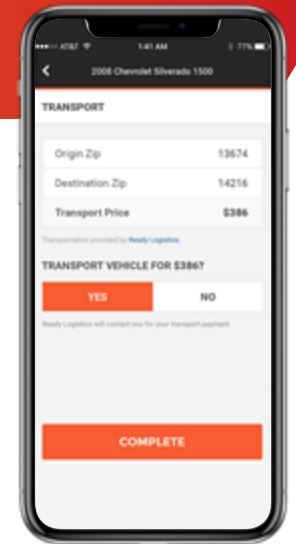 AT&T 1:41 AM 77%
2008 Chevrolet Silverado 1500
TRANSPORT
Origin Zip 13674
Destination Zip 14216
Transport Price $386
Transportation provided by Ready Logistics.
TRANSPORT VEHICLE FOR $386?
YES NO
Ready Logistics will contact you for your transport payment
COMPLETE